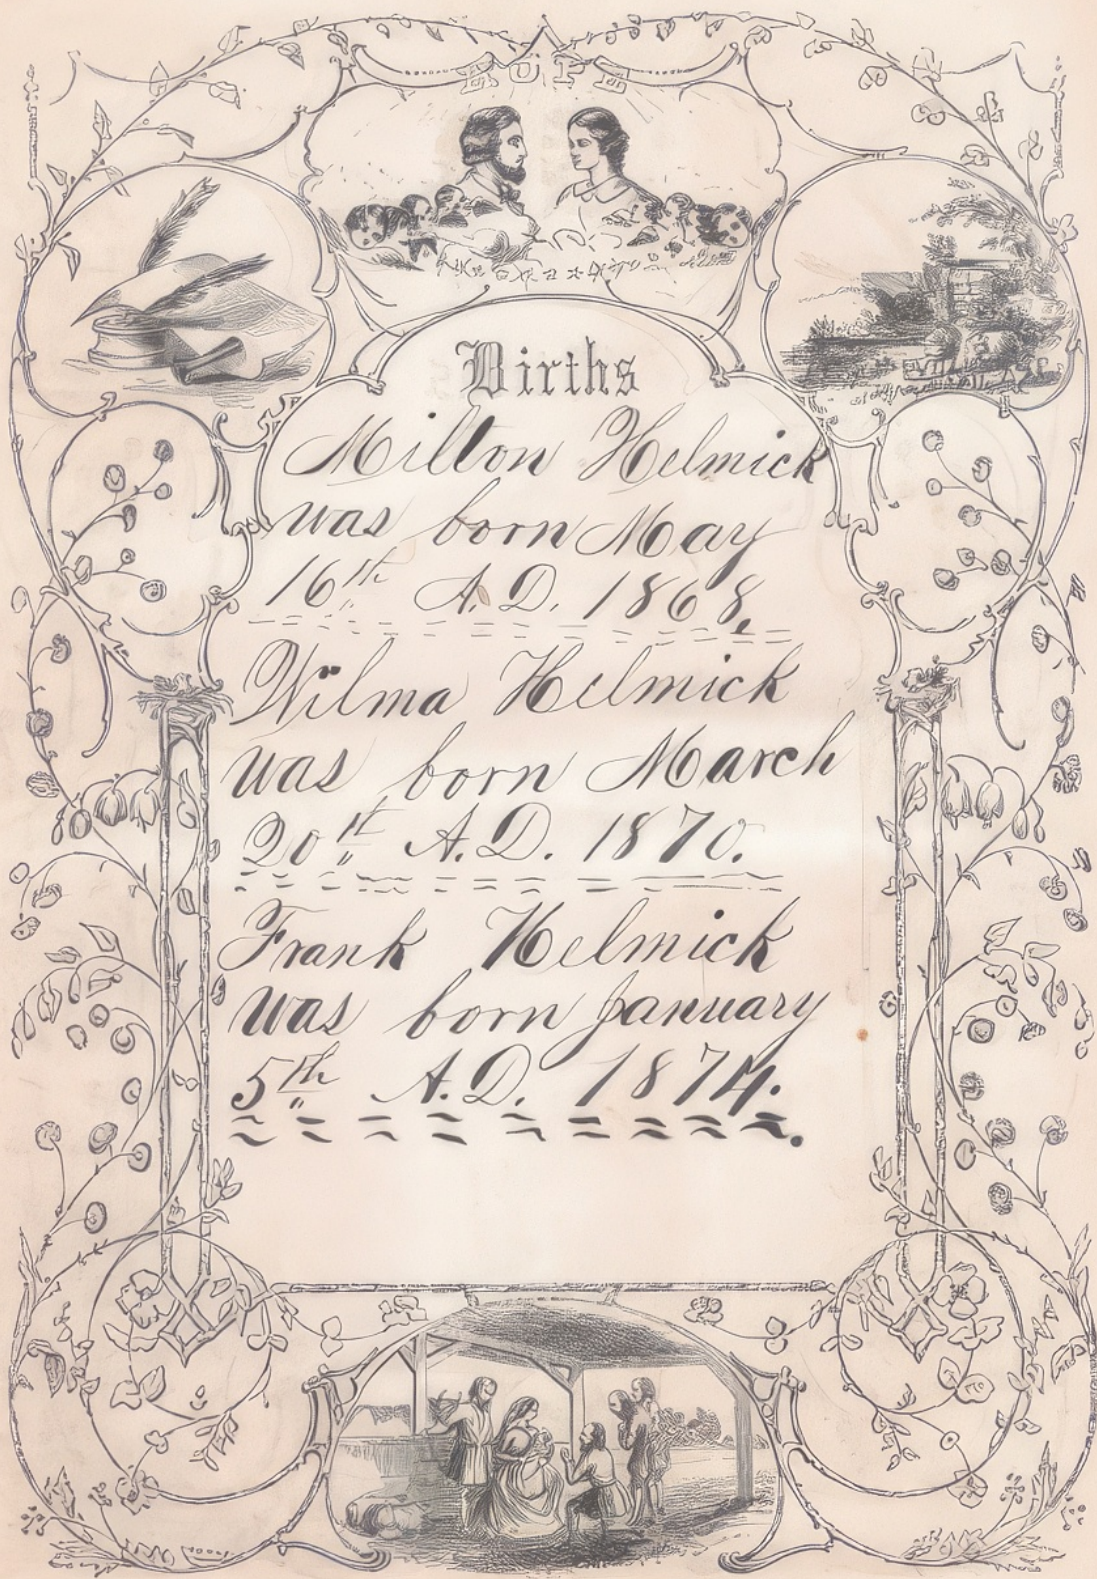 HOPE
Births
Milton Helmick
was born May
16th A.D. 1868.
Wilma Helmick
was born March
20th A.D. 1870.
Frank Helmick
was born January
5th A.D. 1874.